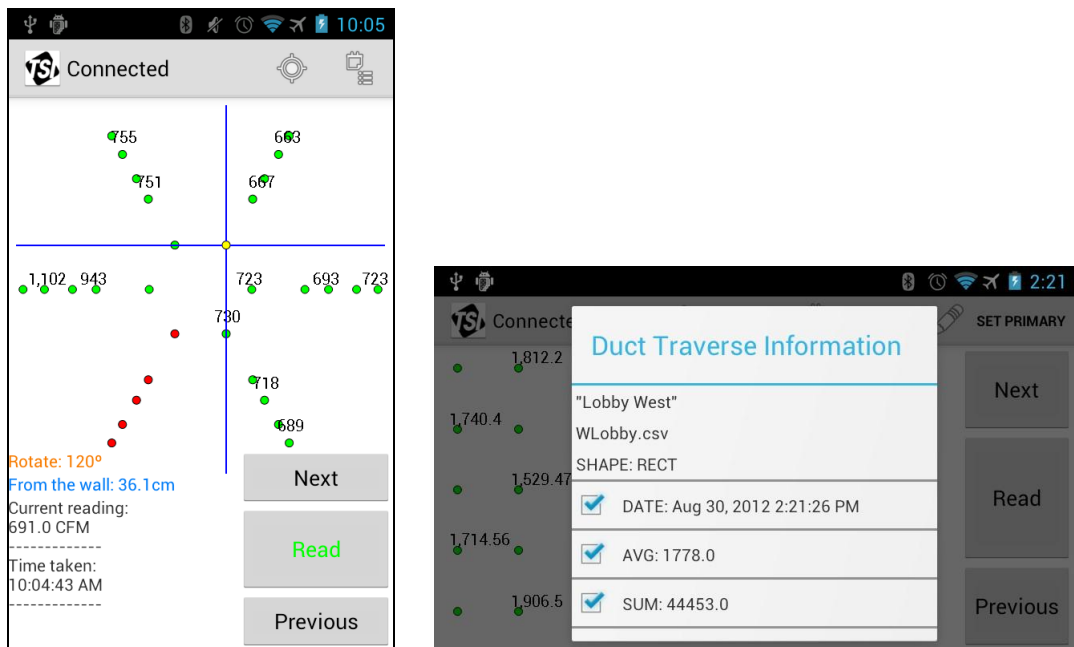 10:05
TSI Connected
755
663
751
667
1,102 943 723 693 723
730
718
689
Rotate: 120º
From the wall: 36.1cm
Current reading:
691.0 CFM
-------------
Time taken:
10:04:43 AM
-------------
Next
Read
Previous
2:21
TSI Connecte
SET PRIMARY
1,812.2
1,740.4
1,529.47
1,714.56
1,906.5
Duct Traverse Information
"Lobby West"
WLobby.csv
SHAPE: RECT
DATE: Aug 30, 2012 2:21:26 PM
AVG: 1778.0
SUM: 44453.0
Next
Read
Previous